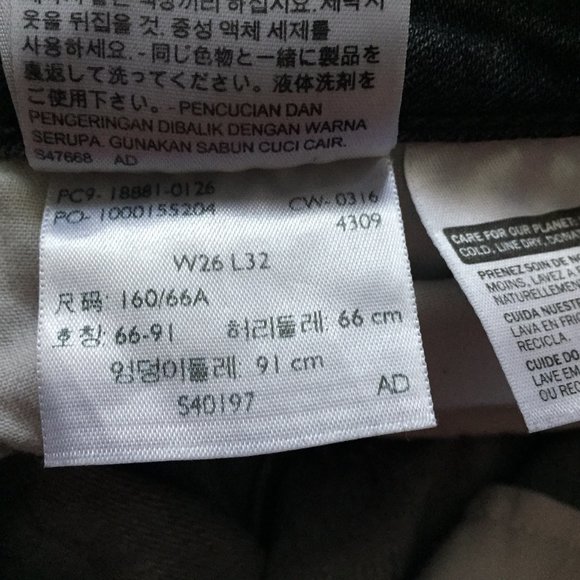 옷을 뒤집을 것. 중성 액체 세제를
사용하세요. - 同じ色物と一緒に製品を
裏返して洗ってください。液体洗剤を
ご使用下さい。- PENCUCIAN DAN
PENGERINGAN DIBALIK DENGAN WARNA
SERUPA. GUNAKAN SABUN CUCI CAIR.
S47668 AD
PC9- 18881-0126 CW- 0316
PO- 1000155204 4309
W26 L32
尺码: 160/66A
호칭: 66-91 허리둘레: 66 cm
엉덩이둘레: 91 cm
S40197 AD
CARE FOR OUR PLANET
COLD, LINE DRY,
PRENEZ SOIN DE
MOINS, LAVEZ À
NATURELLEMENT
CUIDA
LAVA EN
RECICLA.
CUIDE DO
LAVE EM
OU